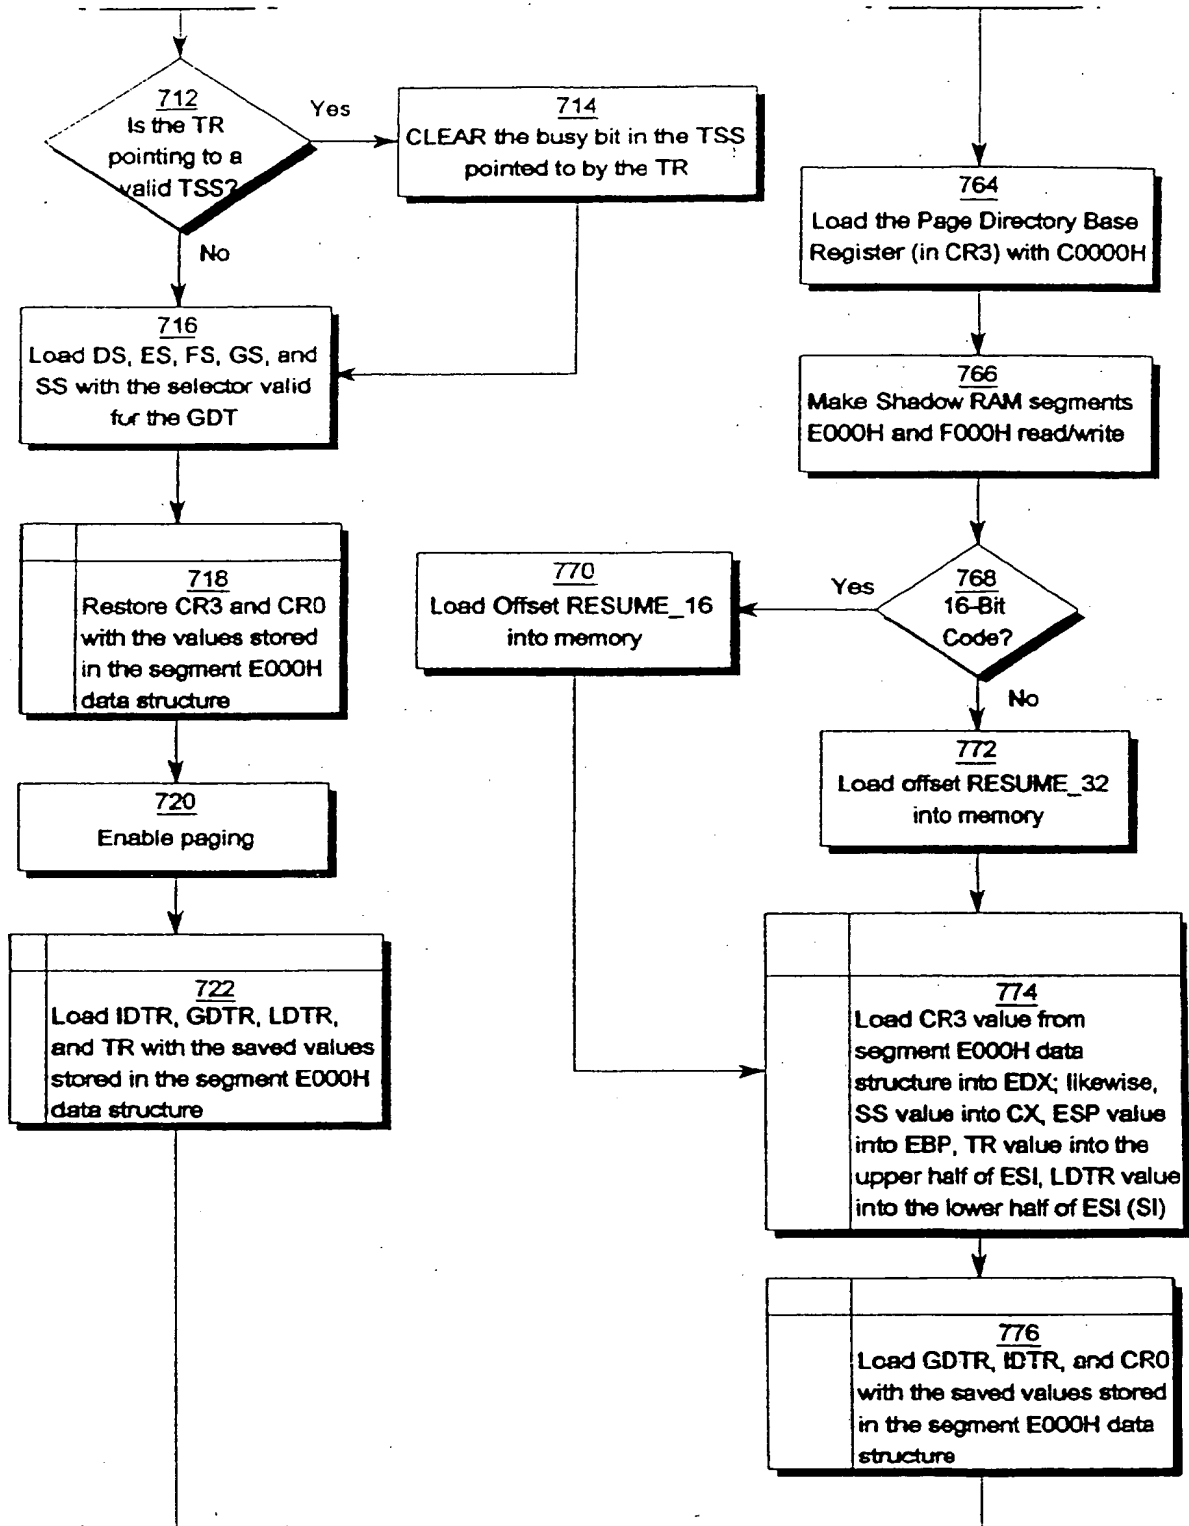 712
Is the TR
pointing to a
valid TSS?
Yes
No
714
CLEAR the busy bit in the TSS
pointed to by the TR
716
Load DS, ES, FS, GS, and
SS with the selector valid
for the GDT
718
Restore CR3 and CR0
with the values stored
in the segment E000H
data structure
720
Enable paging
722
Load IDTR, GDTR, LDTR,
and TR with the saved values
stored in the segment E000H
data structure
764
Load the Page Directory Base
Register (in CR3) with C0000H
766
Make Shadow RAM segments
E000H and F000H read/write
768
16-Bit
Code?
Yes
No
770
Load Offset RESUME_16
into memory
772
Load offset RESUME_32
into memory
774
Load CR3 value from
segment E000H data
structure into EDX; likewise,
SS value into CX, ESP value
into EBP, TR value into the
upper half of ESI, LDTR value
into the lower half of ESI (SI)
776
Load GDTR, IDTR, and CR0
with the saved values stored
in the segment E000H data
structure